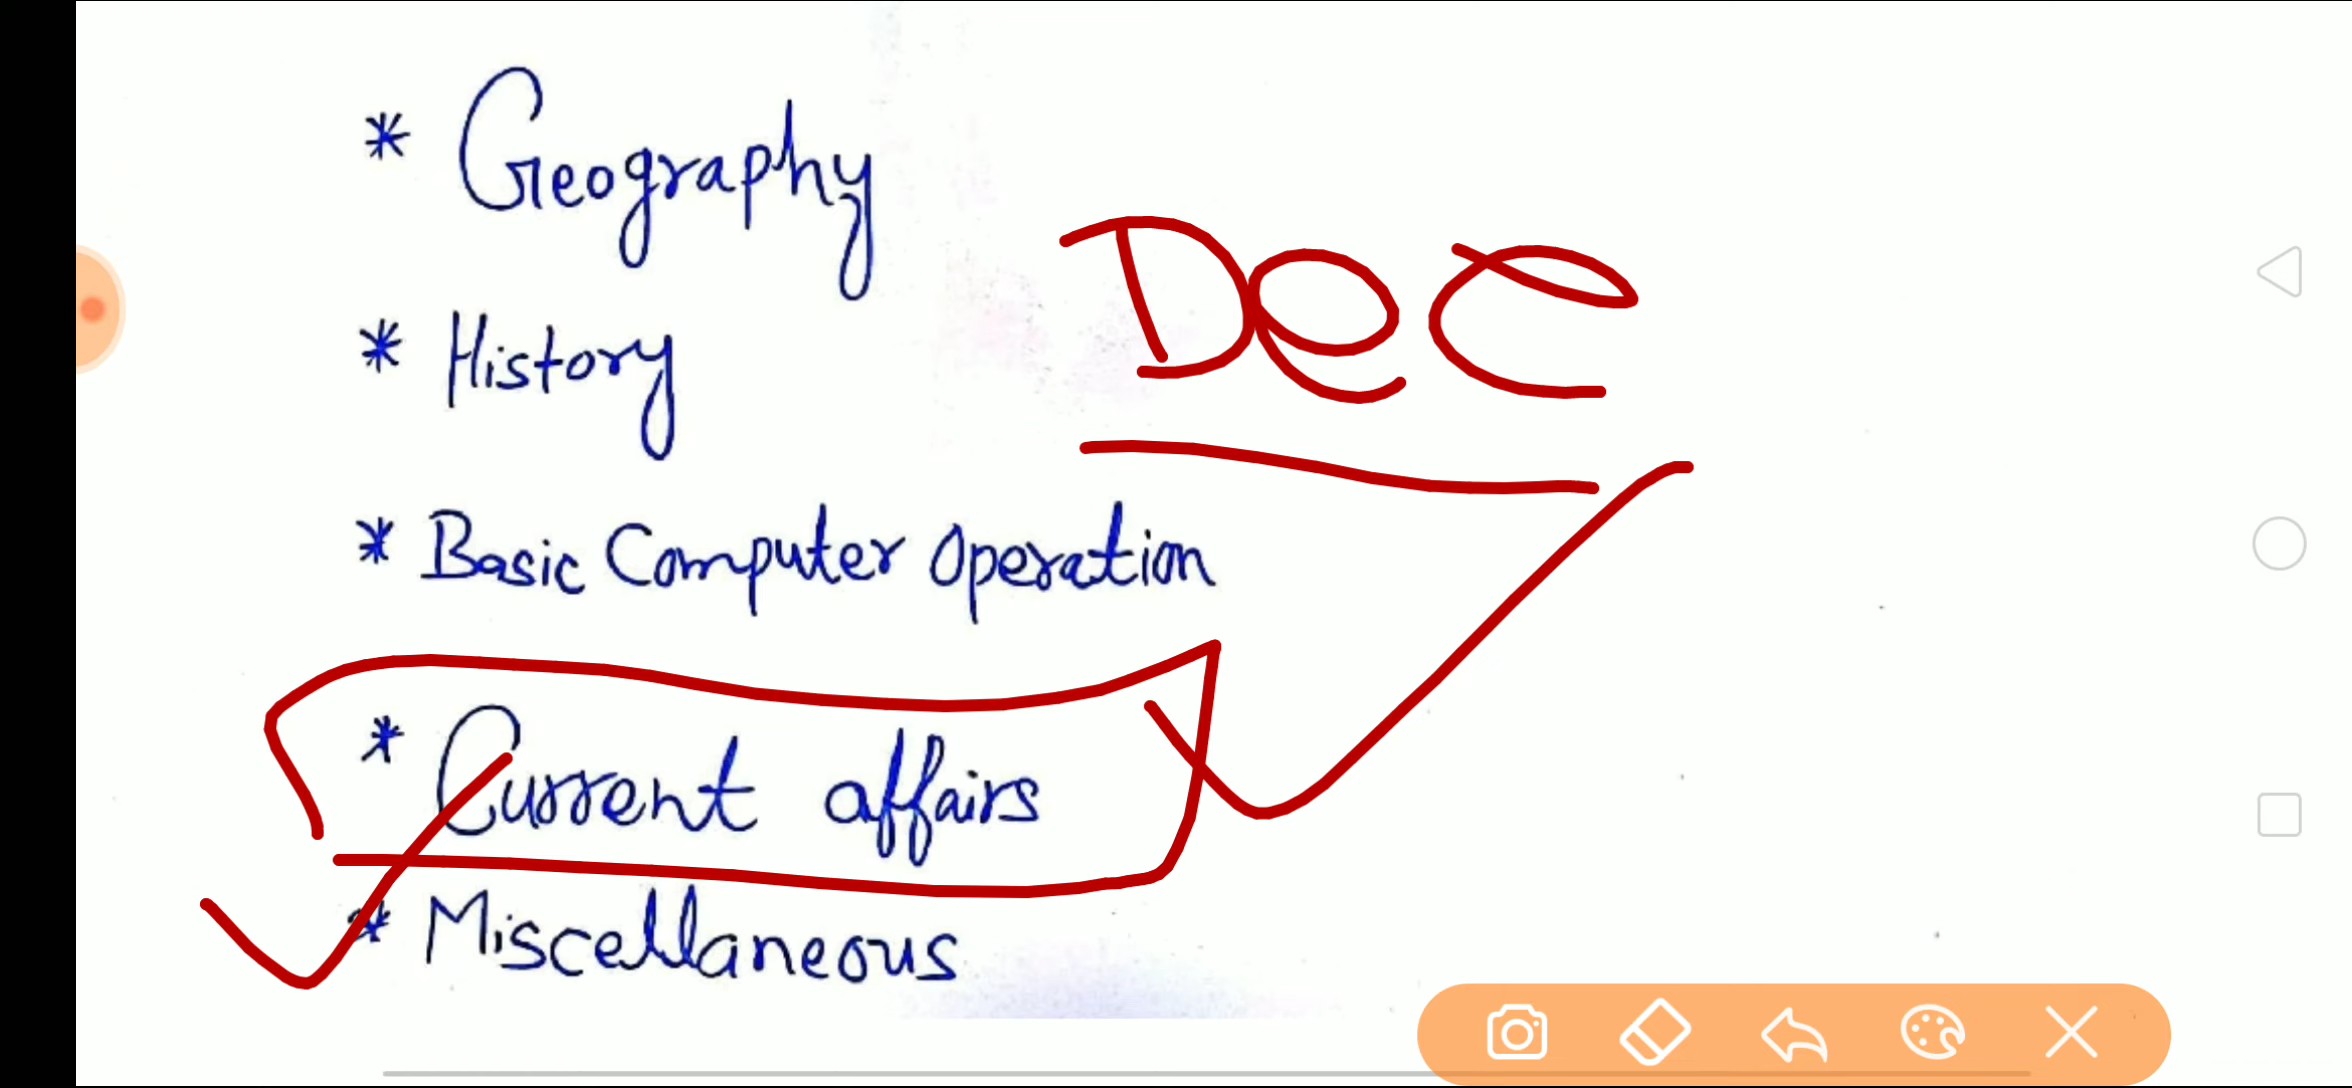 * Geography
Dec
* History
* Basic Computer Operation
* Current affairs
* Miscellaneous